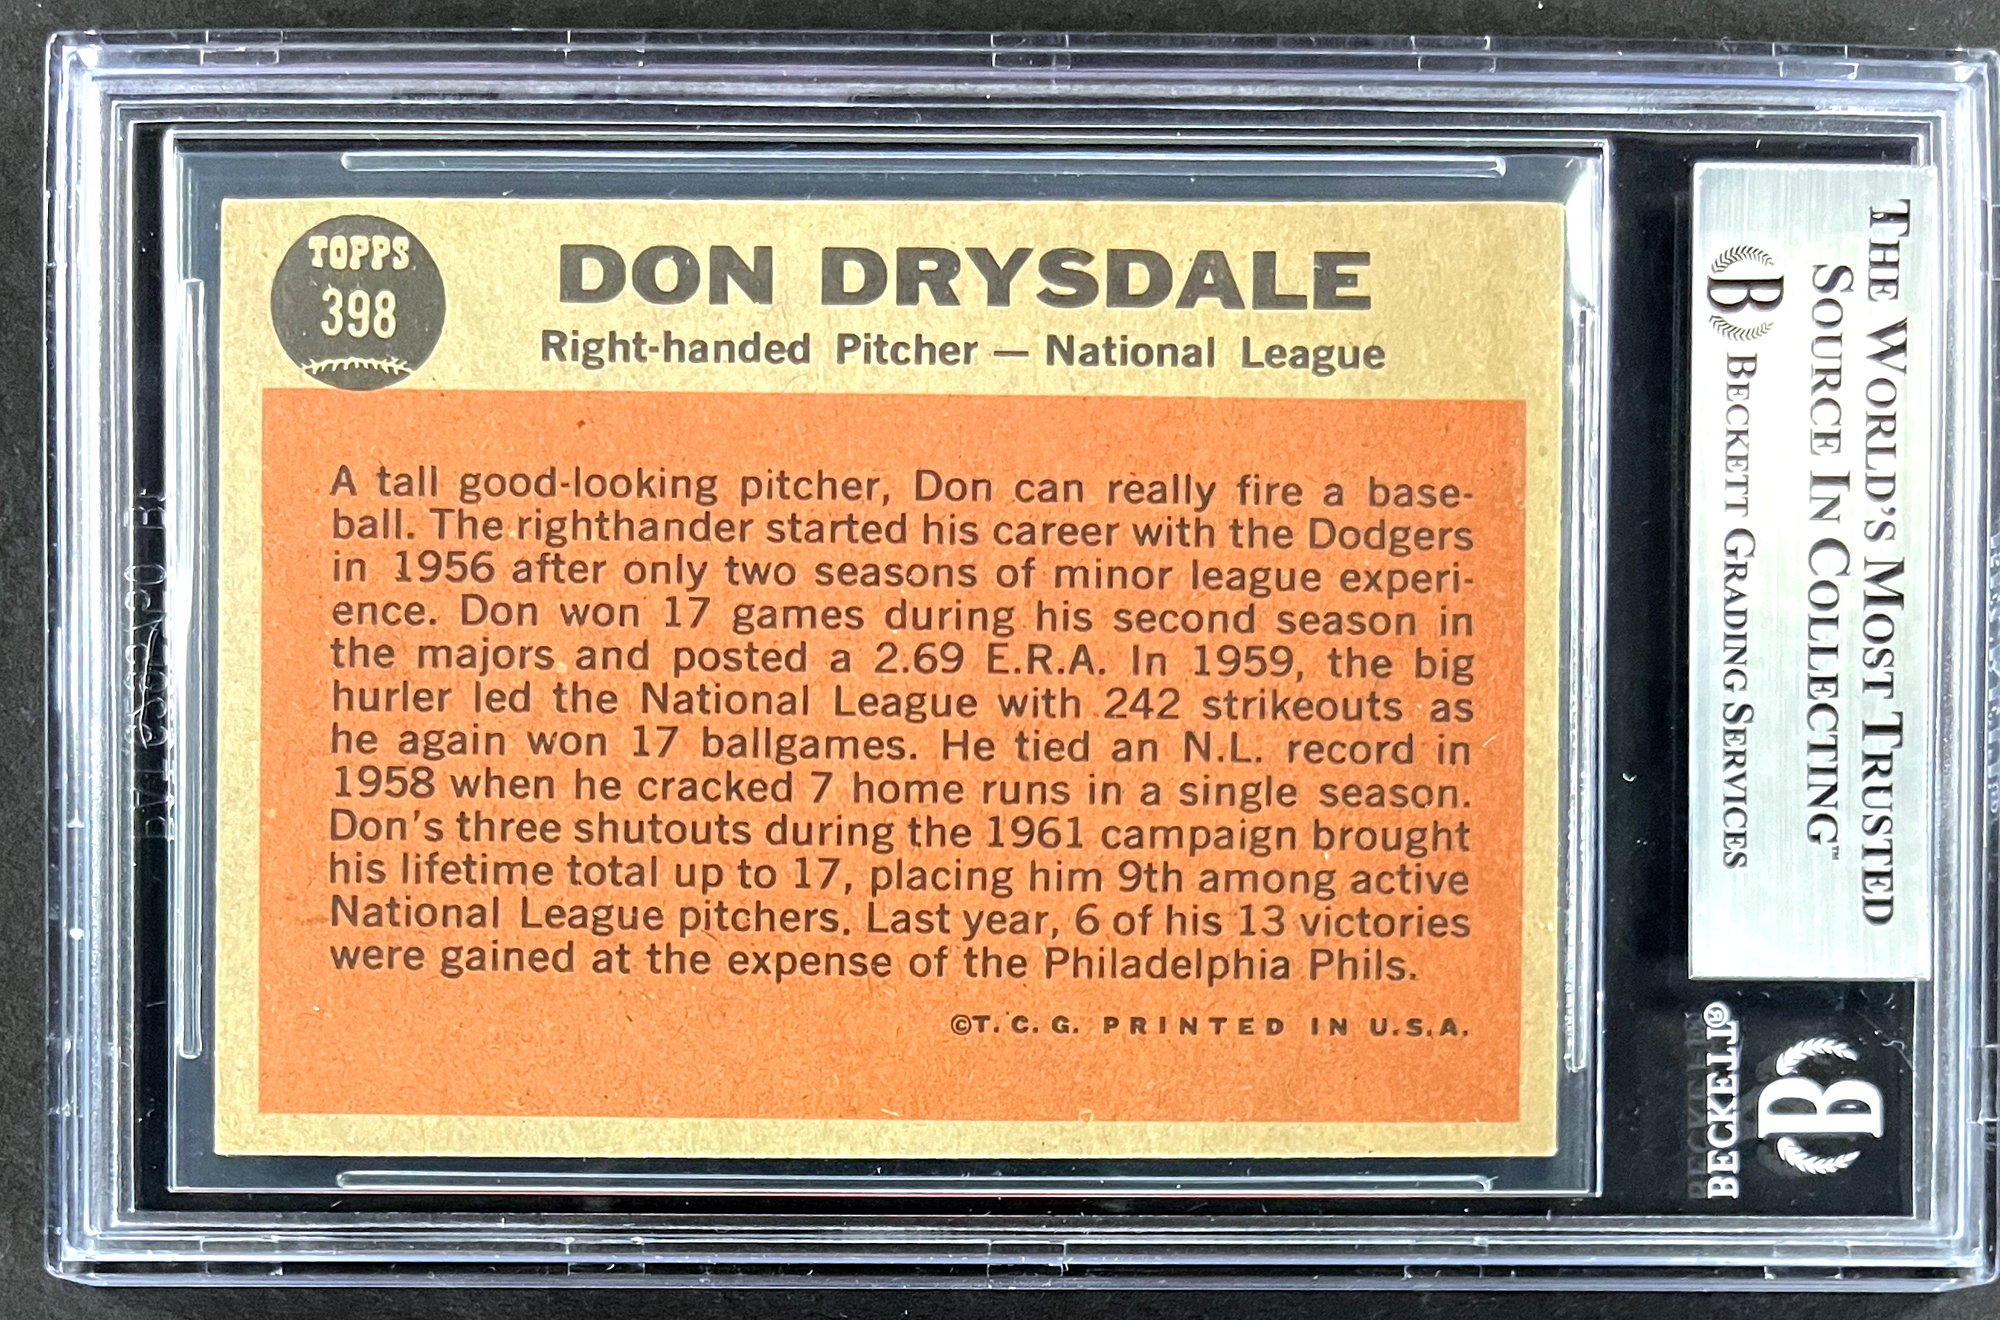 TOPPS
398
DON DRYSDALE
Right-handed Pitcher — National League
A tall good-looking pitcher, Don can really fire a base-
ball. The righthander started his career with the Dodgers
in 1956 after only two seasons of minor league experi-
ence. Don won 17 games during his second season in
the majors and posted a 2.69 E.R.A. In 1959, the big
hurler led the National League with 242 strikeouts as
he again won 17 ballgames. He tied an N.L. record in
1958 when he cracked 7 home runs in a single season.
Don's three shutouts during the 1961 campaign brought
his lifetime total up to 17, placing him 9th among active
National League pitchers. Last year, 6 of his 13 victories
were gained at the expense of the Philadelphia Phils.
©T. C. G. PRINTED IN U.S.A.
THE WORLD'S MOST TRUSTED
SOURCE IN COLLECTING™
B BECKETT GRADING SERVICES
B
BECKETT®